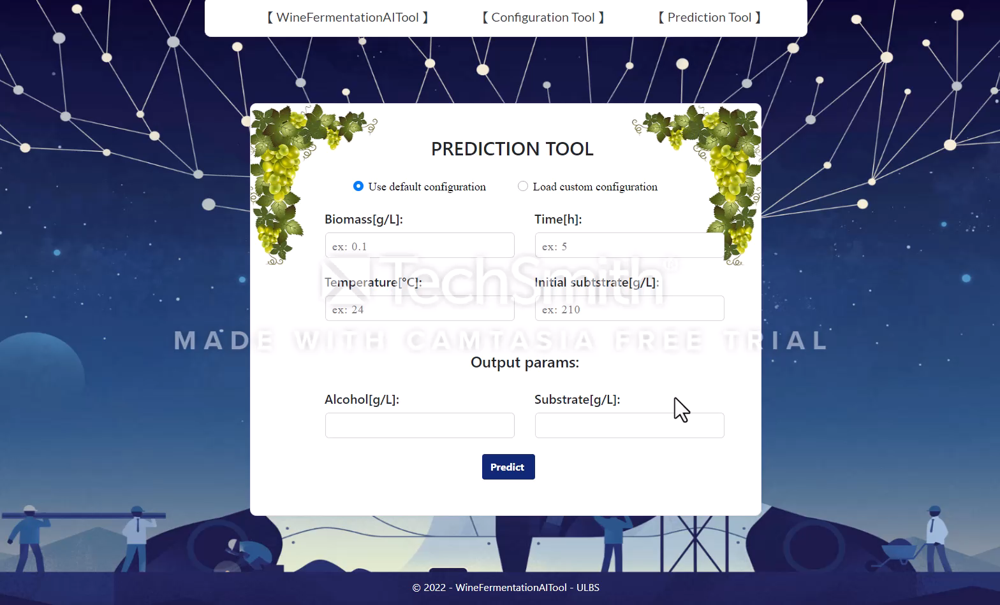 【 WineFermentationAITool 】 【 Configuration Tool 】 【 Prediction Tool 】
PREDICTION TOOL
Use default configuration Load custom configuration
Biomass[g/L]: Time[h]:
ex: 0.1 ex: 5
TechSmith®
Temperature[°C]: Initial subtstrate[g/L]:
ex: 24 ex: 210
MADE WITH CAMTASIA FREE TRIAL
Output params:
Alcohol[g/L]: Substrate[g/L]:
Predict
© 2022 - WineFermentationAITool - ULBS